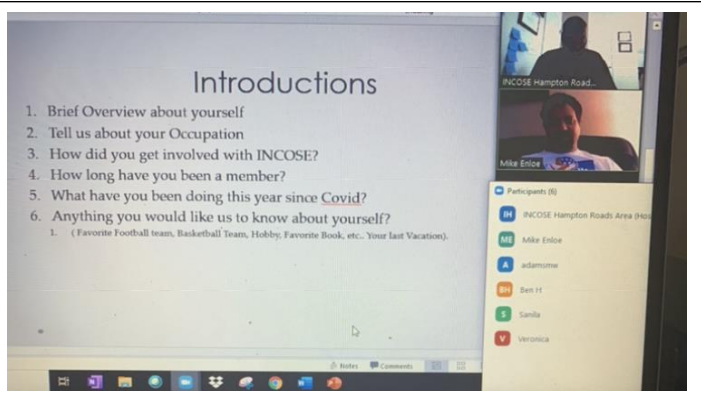 Introductions
1. Brief Overview about yourself
2. Tell us about your Occupation
3. How did you get involved with INCOSE?
4. How long have you been a member?
5. What have you been doing this year since Covid?
6. Anything you would like us to know about yourself?
1. (Favorite Football team, Basketball Team, Hobby, Favorite Book, etc.. Your last Vacation).
Notes
Comments
INCOSE Hampton Road...
Mike Enloe
Participants (6)
IH INCOSE Hampton Roads Area (Hos
ME Mike Enloe
A adamsmw
BH Ben H
S Sanila
V Veronica